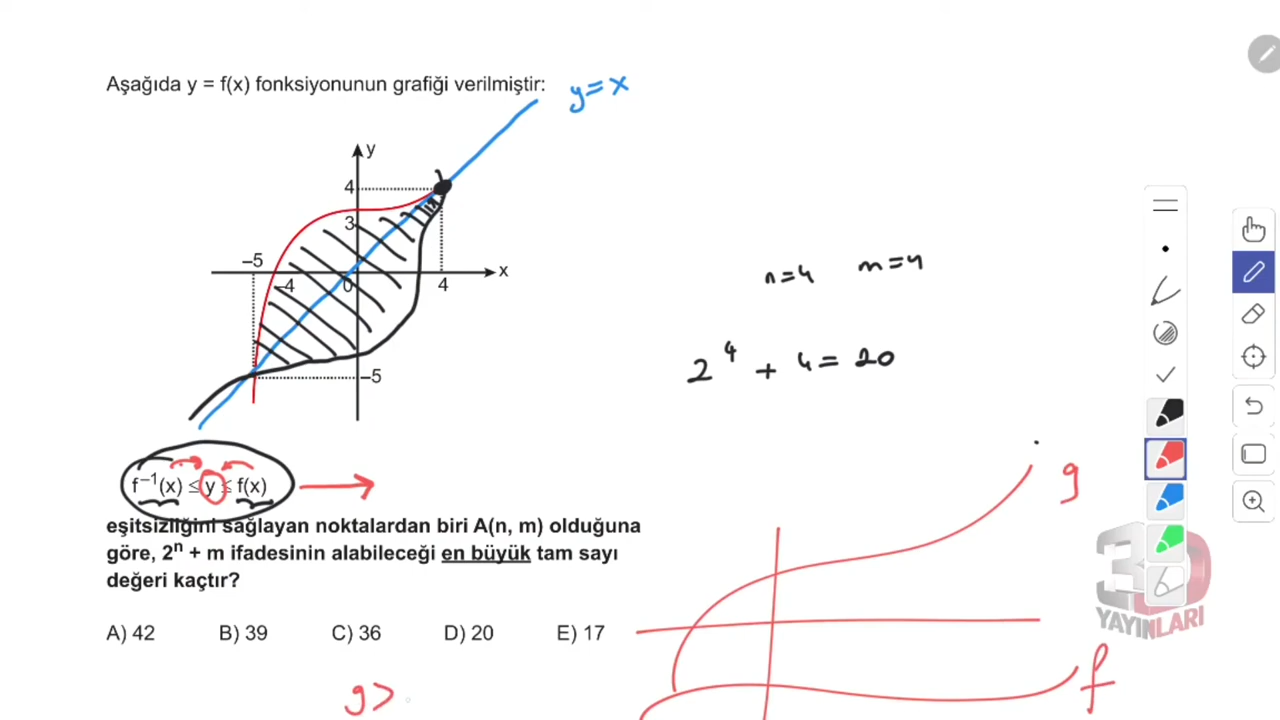 Aşağıda y = f(x) fonksiyonunun grafiği verilmiştir:
y=x
y
4
3
-5
x
-4
0
4
-5
n=4 m=4
2^4 + 4 = 20
f⁻¹(x) ≤ y ≤ f(x)
g
eşitsizliğini sağlayan noktalardan biri A(n, m) olduğuna
göre, 2ⁿ + m ifadesinin alabileceği en büyük tam sayı
değeri kaçtır?
A) 42 B) 39 C) 36 D) 20 E) 17
3D
YAYINLARI
f
g>